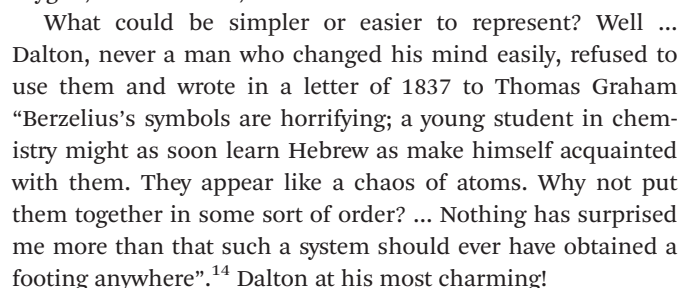 What could be simpler or easier to represent? Well ...
Dalton, never a man who changed his mind easily, refused to
use them and wrote in a letter of 1837 to Thomas Graham
“Berzelius’s symbols are horrifying; a young student in chem-
istry might as soon learn Hebrew as make himself acquainted
with them. They appear like a chaos of atoms. Why not put
them together in some sort of order? ... Nothing has surprised
me more than that such a system should ever have obtained a
footing anywhere”.14 Dalton at his most charming!